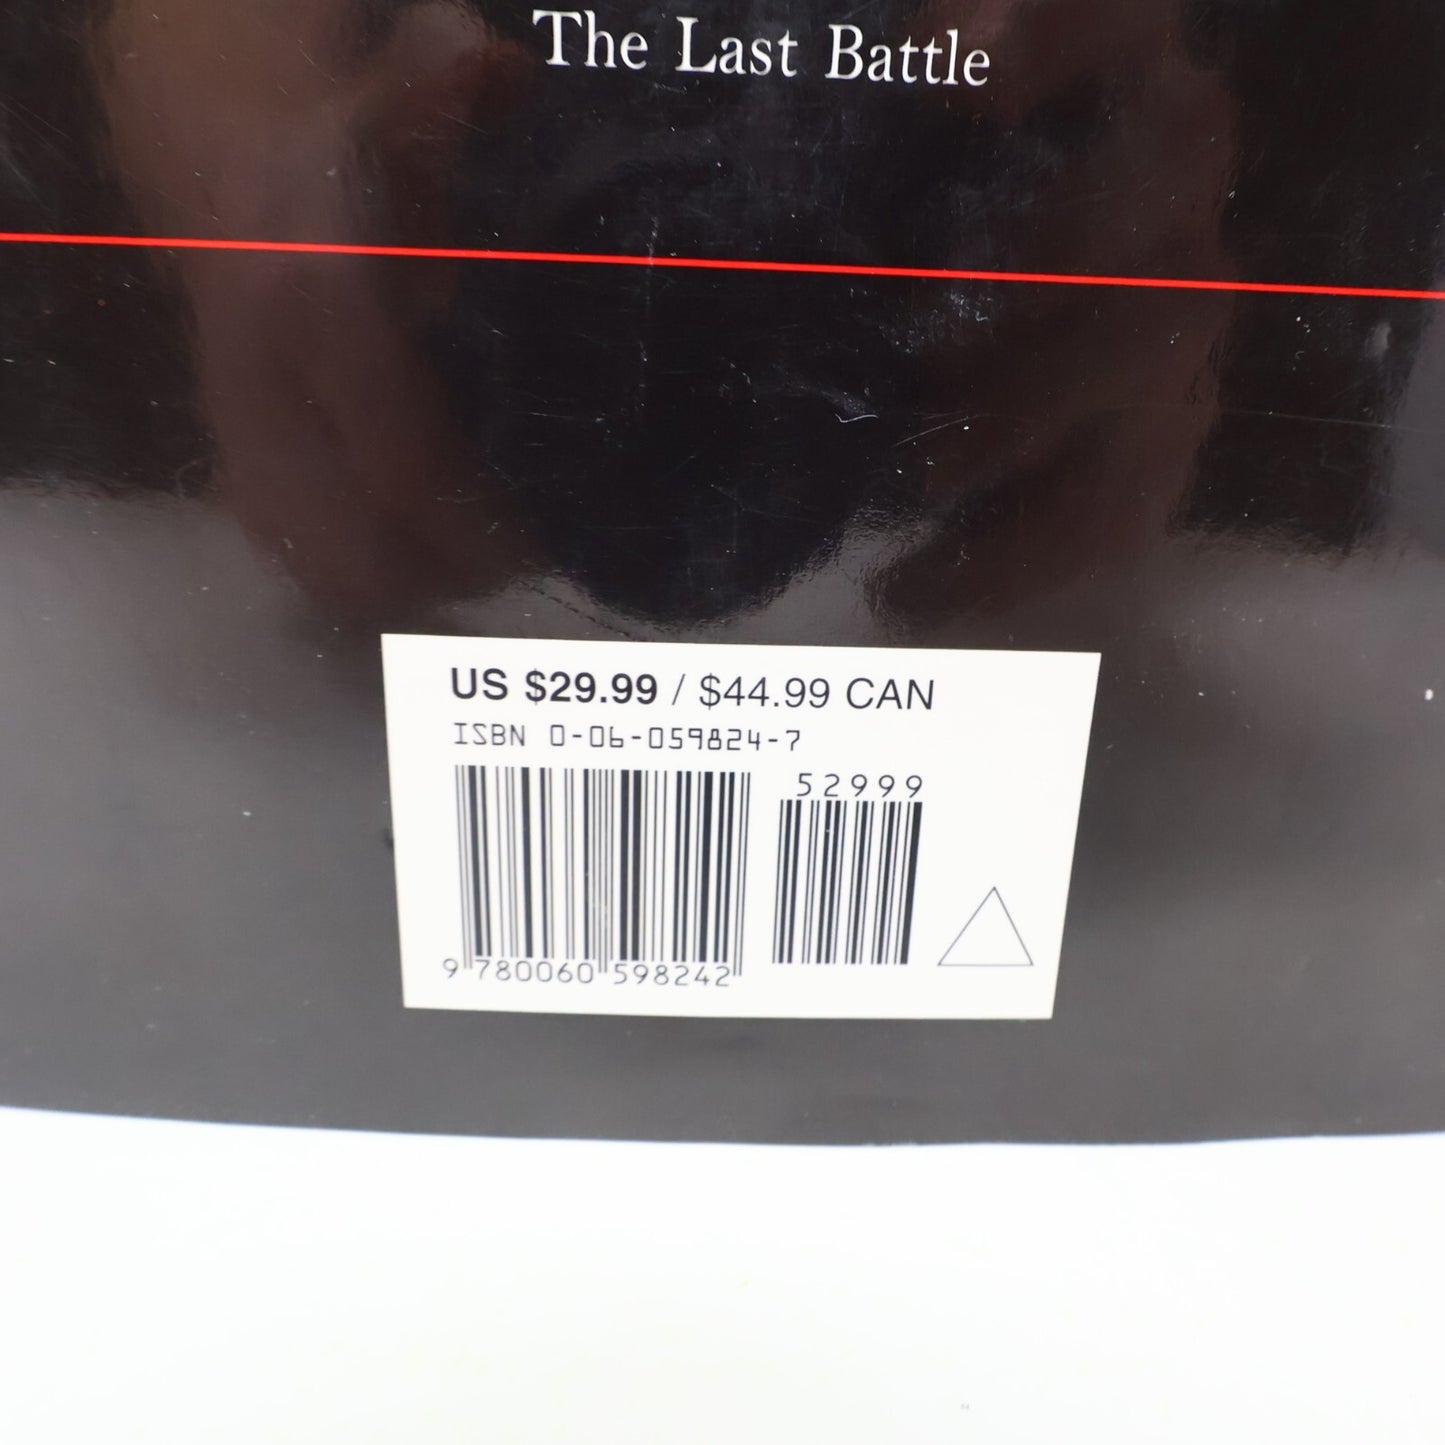 The Last Battle
US $29.99 / $44.99 CAN
ISBN 0-06-059824-7
52999
9 780060 598242